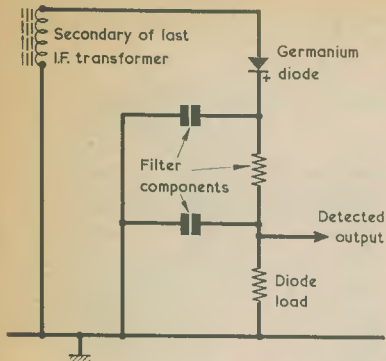 Secondary of last
I.F. transformer
Germanium
diode
+
Filter
components
Detected
output
Diode
load